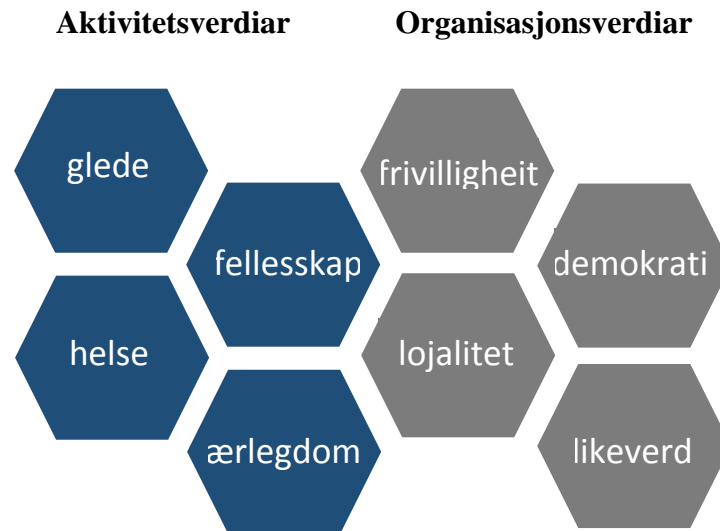 Aktivitetsverdiar
Organisasjonsverdiar
glede
fellesskap
helse
ærlegdom
frivilligheit
demokrati
lojalitet
likeverd